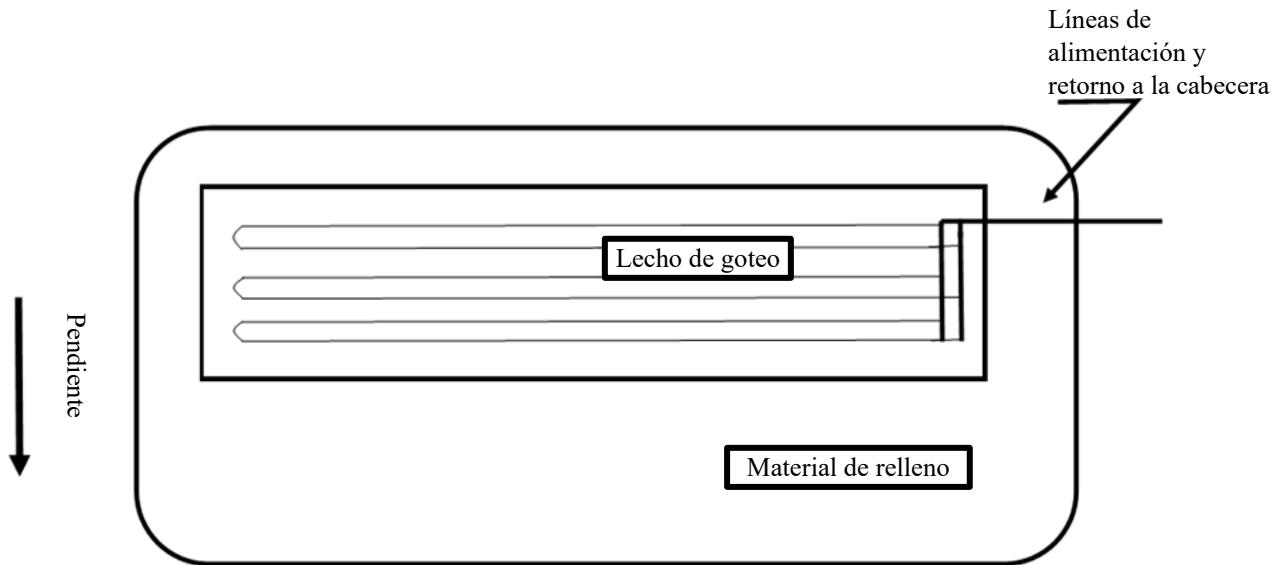 Líneas de
alimentación y
retorno a la cabecera
Lecho de goteo
Pendiente
Material de relleno